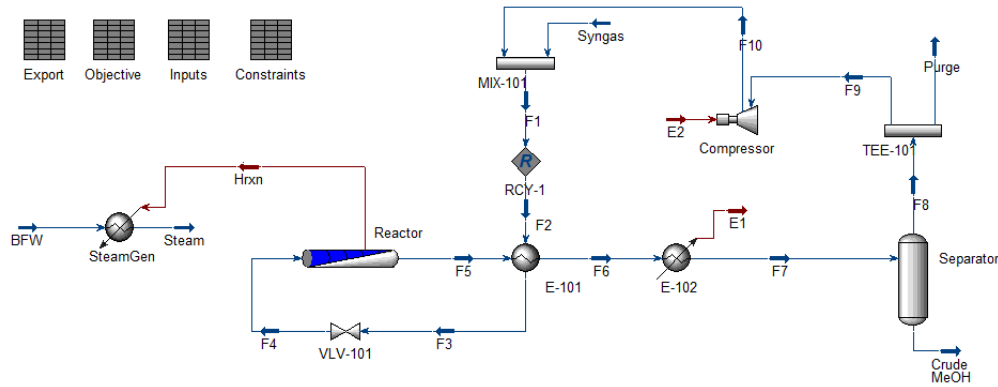 Export
Objective
Inputs
Constraints
Syngas
F10
MIX-101
F1
E2
Compressor
F9
Purge
TEE-101
Hrxn
R
RCY-1
F2
F8
E1
BFW
SteamGen
Steam
Reactor
F5
E-101
F6
E-102
F7
Separator
F4
VLV-101
F3
Crude
MeOH